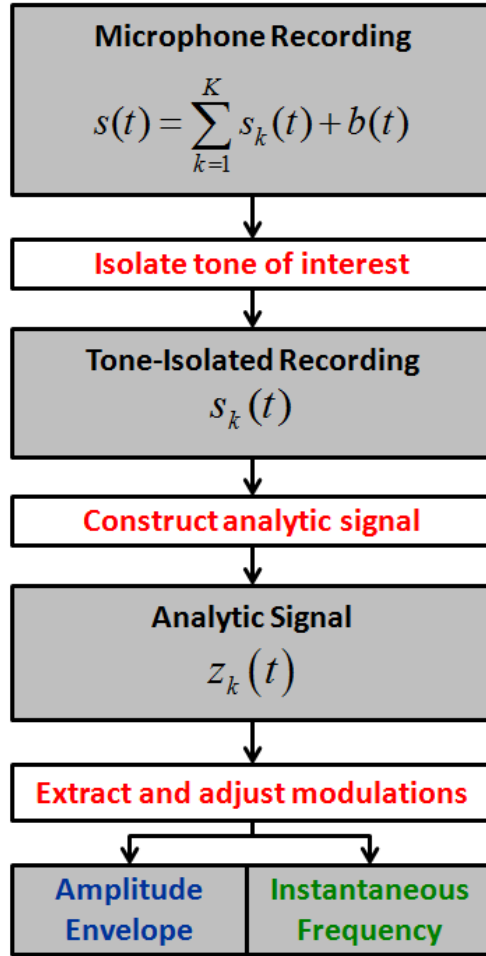 Microphone Recording
s(t) = \sum_{k=1}^{K} s_k(t) + b(t)
Isolate tone of interest
Tone-Isolated Recording
s_k(t)
Construct analytic signal
Analytic Signal
z_k(t)
Extract and adjust modulations
Amplitude
Envelope
Instantaneous
Frequency